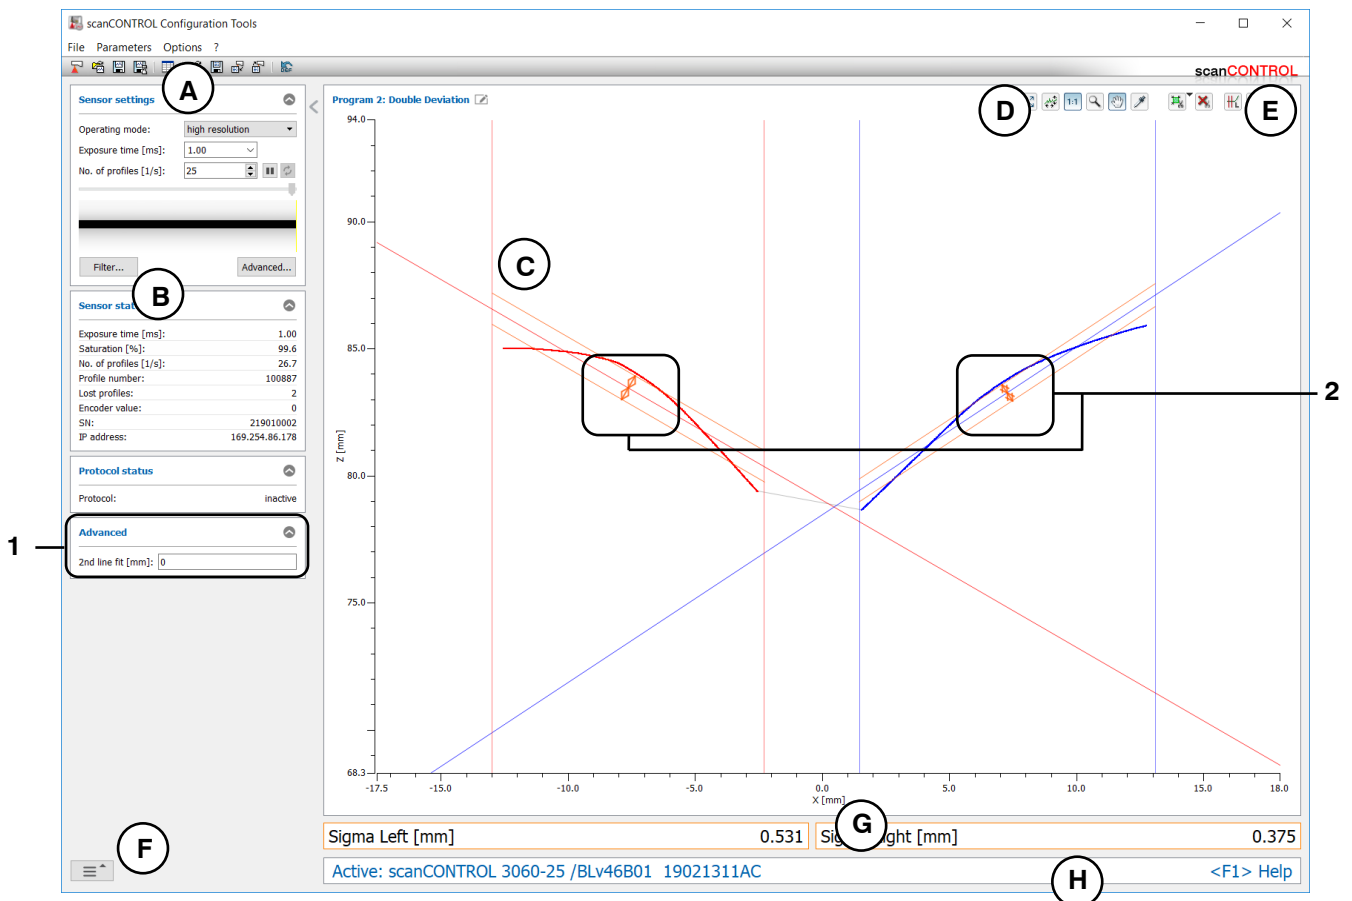 scanCONTROL Configuration Tools
File Parameters Options ?
scanCONTROL
A
Sensor settings
Operating mode: high resolution
Exposure time [ms]: 1.00
No. of profiles [1/s]: 25
Filter... Advanced...
B
Sensor
Exposure time [ms]: 1.00
Saturation [%]: 99.6
No. of profiles [1/s]: 26.7
Profile number: 100887
Lost profiles: 2
Encoder value: 0
SN: 219010002
IP address: 169.254.86.178
Protocol status
Protocol: inactive
1
Advanced
2nd line fit [mm]: 0
F
Program 2: Double Deviation
D
1:1
E
C
2
94.0
90.0
85.0
80.0
75.0
68.3
Z [mm]
-17.5 -15.0 -10.0 -5.0 0.0 5.0 10.0 15.0 18.0
X [mm]
Sigma Left [mm] 0.531
G
[mm] 0.375
Active: scanCONTROL 3060-25 /BLv46B01 19021311AC
H
<F1> Help